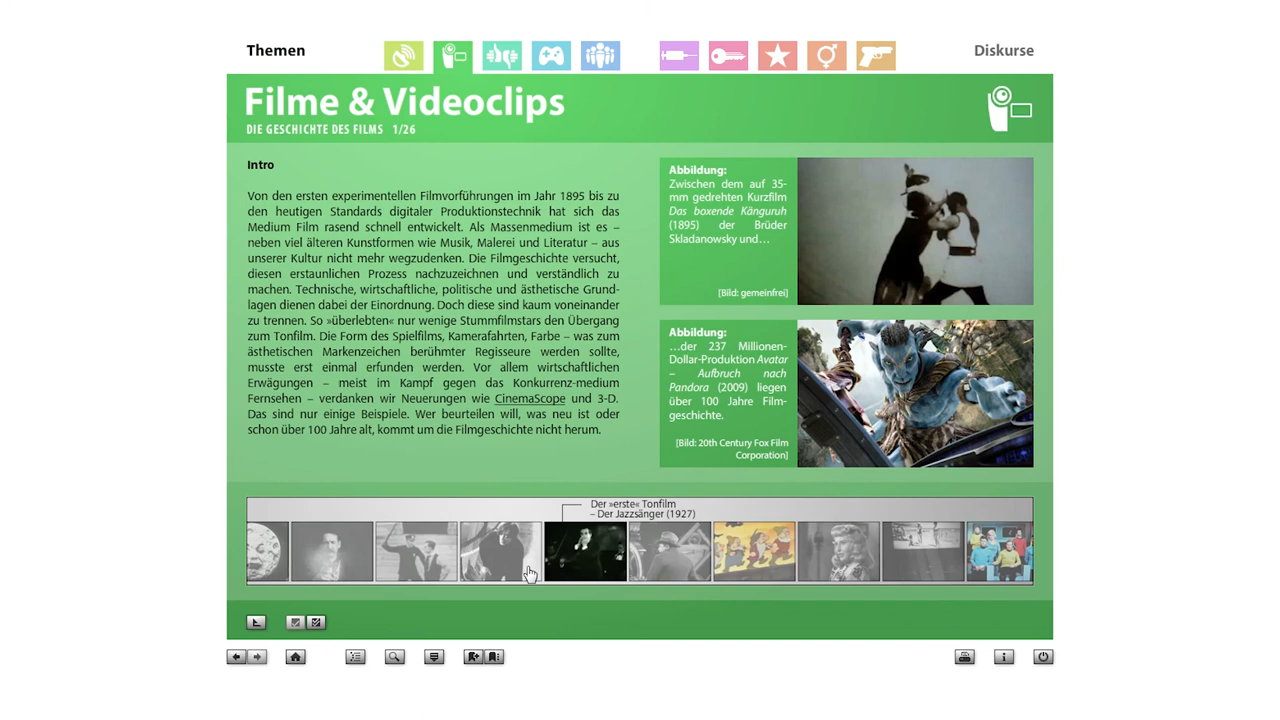 Themen
Diskurse
Filme & Videoclips
DIE GESCHICHTE DES FILMS 1/26
Intro
Von den ersten experimentellen Filmvorführungen im Jahr 1895 bis zu
den heutigen Standards digitaler Produktionstechnik hat sich das
Medium Film rasend schnell entwickelt. Als Massenmedium ist es –
neben viel älteren Kunstformen wie Musik, Malerei und Literatur – aus
unserer Kultur nicht mehr wegzudenken. Die Filmgeschichte versucht,
diesen erstaunlichen Prozess nachzuzeichnen und verständlich zu
machen. Technische, wirtschaftliche, politische und ästhetische Grund-
lagen dienen dabei der Einordnung. Doch diese sind kaum voneinander
zu trennen. So »überlebten« nur wenige Stummfilmstars den Übergang
zum Tonfilm. Die Form des Spielfilms, Kamerafahrten, Farbe – was zum
ästhetischen Markenzeichen berühmter Regisseure werden sollte,
musste erst einmal erfunden werden. Vor allem wirtschaftlichen
Erwägungen – meist im Kampf gegen das Konkurrenz-medium
Fernsehen – verdanken wir Neuerungen wie CinemaScope und 3-D.
Das sind nur einige Beispiele. Wer beurteilen will, was neu ist oder
schon über 100 Jahre alt, kommt um die Filmgeschichte nicht herum.
Abbildung:
Zwischen dem auf 35-
mm gedrehten Kurzfilm
Das boxende Känguruh
(1895) der Brüder
Skladanowsky und…
[Bild: gemeinfrei]
Abbildung:
…der 237 Millionen-
Dollar-Produktion Avatar
– Aufbruch nach
Pandora (2009) liegen
über 100 Jahre Film-
geschichte.
[Bild: 20th Century Fox Film
Corporation]
Der »erste« Tonfilm
– Der Jazzsänger (1927)